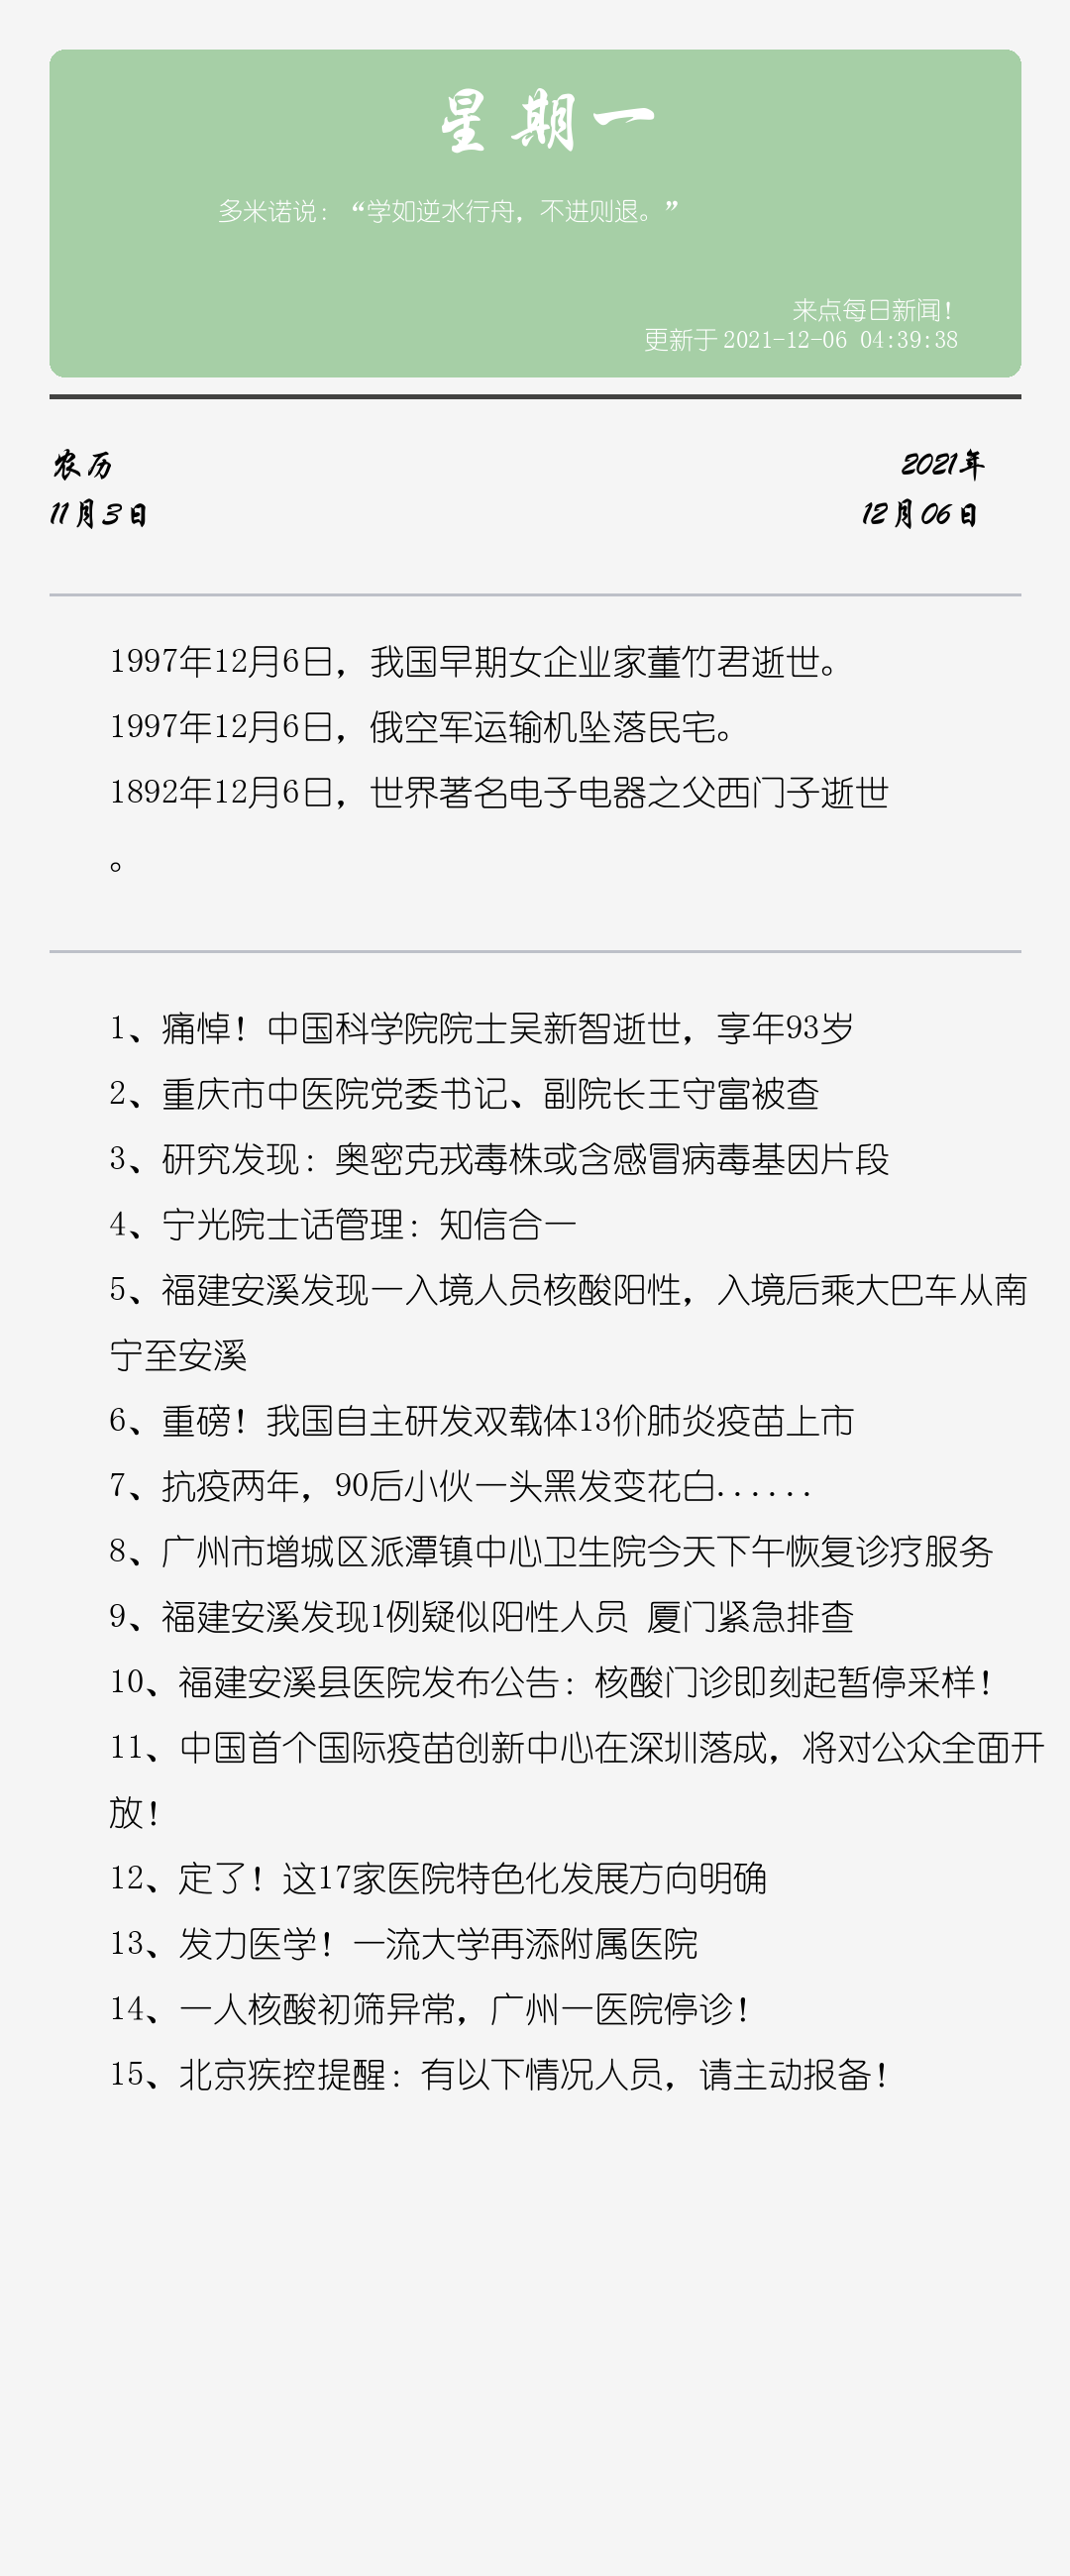 星期一
多米诺说：“学如逆水行舟，不进则退。”
来点每日新闻！
更新于2021-12-06 04:39:38
农历
11月3日
2021年
12月06日
1997年12月6日，我国早期女企业家董竹君逝世。
1997年12月6日，俄空军运输机坠落民宅。
1892年12月6日，世界著名电子电器之父西门子逝世
。
1、痛悼！中国科学院院士吴新智逝世，享年93岁
2、重庆市中医院党委书记、副院长王守富被查
3、研究发现：奥密克戎毒株或含感冒病毒基因片段
4、宁光院士话管理：知信合一
5、福建安溪发现一入境人员核酸阳性，入境后乘大巴车从南
宁至安溪
6、重磅！我国自主研发双载体13价肺炎疫苗上市
7、抗疫两年，90后小伙一头黑发变花白......
8、广州市增城区派潭镇中心卫生院今天下午恢复诊疗服务
9、福建安溪发现1例疑似阳性人员 厦门紧急排查
10、福建安溪县医院发布公告：核酸门诊即刻起暂停采样！
11、中国首个国际疫苗创新中心在深圳落成，将对公众全面开
放！
12、定了！这17家医院特色化发展方向明确
13、发力医学！一流大学再添附属医院
14、一人核酸初筛异常，广州一医院停诊！
15、北京疾控提醒：有以下情况人员，请主动报备！